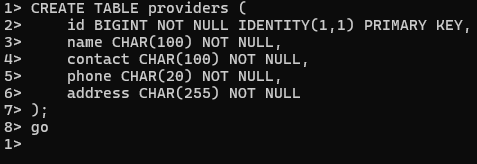 1> CREATE TABLE providers (
2>     id BIGINT NOT NULL IDENTITY(1,1) PRIMARY KEY,
3>     name CHAR(100) NOT NULL,
4>     contact CHAR(100) NOT NULL,
5>     phone CHAR(20) NOT NULL,
6>     address CHAR(255) NOT NULL
7> );
8> go
1>